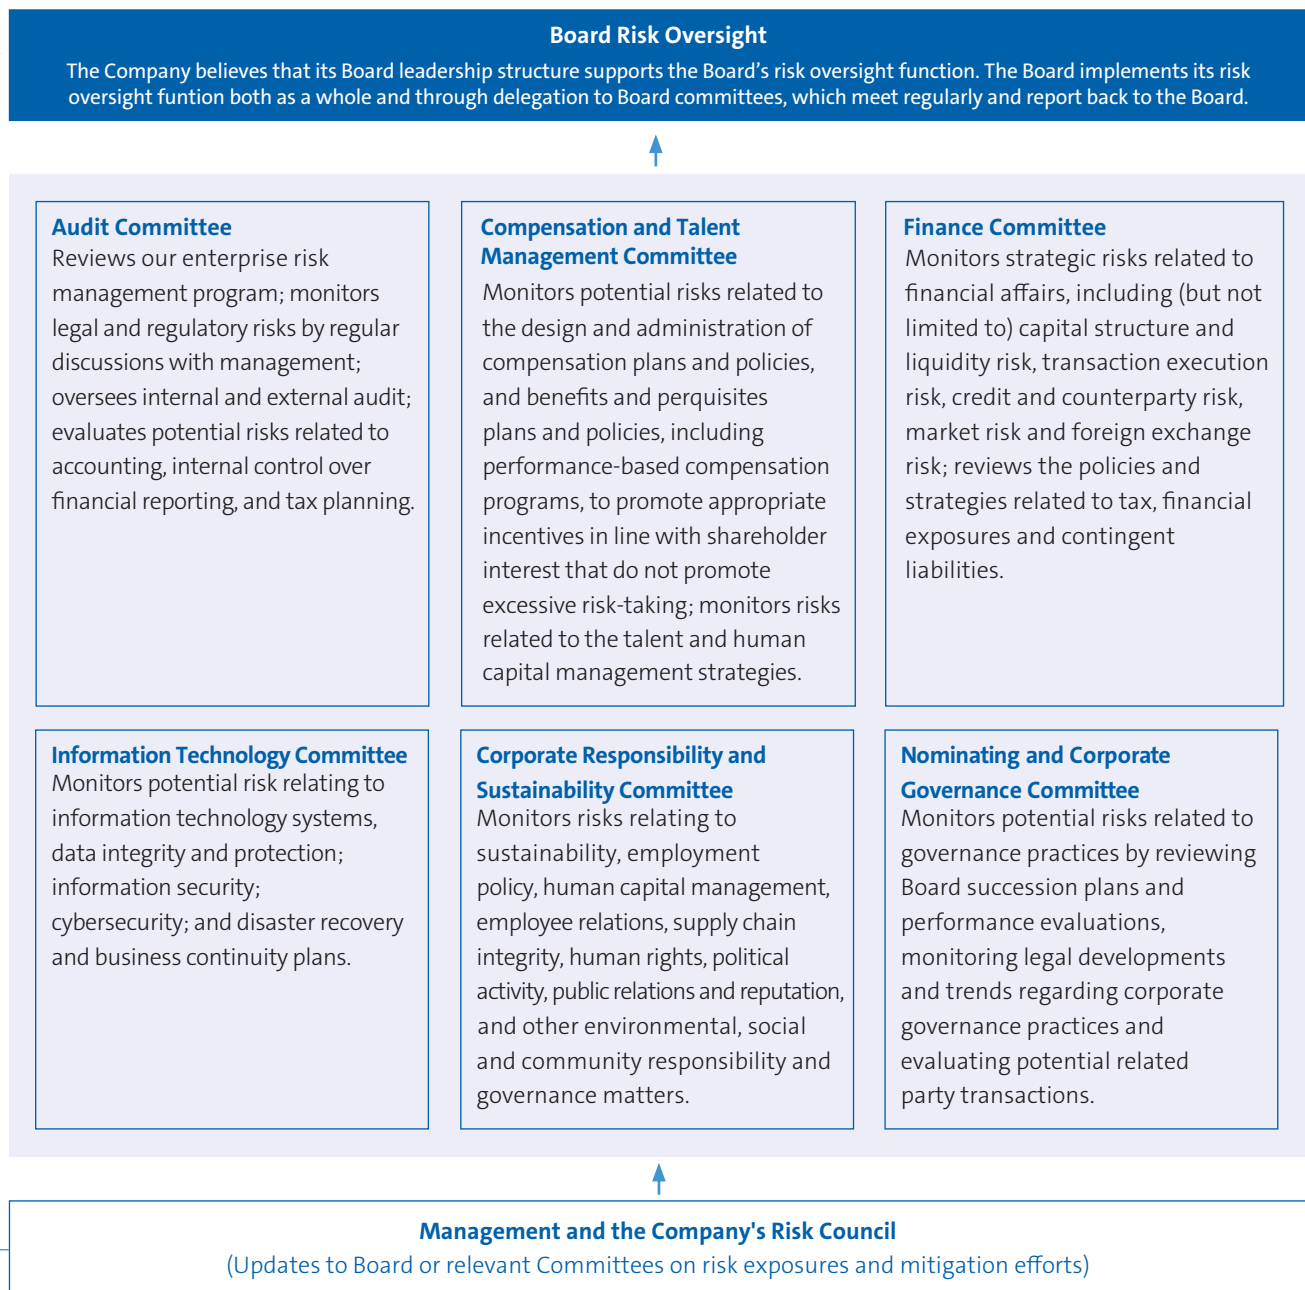 Board Risk Oversight
The Company believes that its Board leadership structure supports the Board’s risk oversight function. The Board implements its risk
oversight funtion both as a whole and through delegation to Board committees, which meet regularly and report back to the Board.
Audit Committee
Reviews our enterprise risk
management program; monitors
legal and regulatory risks by regular
discussions with management;
oversees internal and external audit;
evaluates potential risks related to
accounting, internal control over
financial reporting, and tax planning.
Compensation and Talent
Management Committee
Monitors potential risks related to
the design and administration of
compensation plans and policies,
and benefits and perquisites
plans and policies, including
performance-based compensation
programs, to promote appropriate
incentives in line with shareholder
interest that do not promote
excessive risk-taking; monitors risks
related to the talent and human
capital management strategies.
Finance Committee
Monitors strategic risks related to
financial affairs, including (but not
limited to) capital structure and
liquidity risk, transaction execution
risk, credit and counterparty risk,
market risk and foreign exchange
risk; reviews the policies and
strategies related to tax, financial
exposures and contingent
liabilities.
Information Technology Committee
Monitors potential risk relating to
information technology systems,
data integrity and protection;
information security;
cybersecurity; and disaster recovery
and business continuity plans.
Corporate Responsibility and
Sustainability Committee
Monitors risks relating to
sustainability, employment
policy, human capital management,
employee relations, supply chain
integrity, human rights, political
activity, public relations and reputation,
and other environmental, social
and community responsibility and
governance matters.
Nominating and Corporate
Governance Committee
Monitors potential risks related to
governance practices by reviewing
Board succession plans and
performance evaluations,
monitoring legal developments
and trends regarding corporate
governance practices and
evaluating potential related
party transactions.
Management and the Company's Risk Council
(Updates to Board or relevant Committees on risk exposures and mitigation efforts)